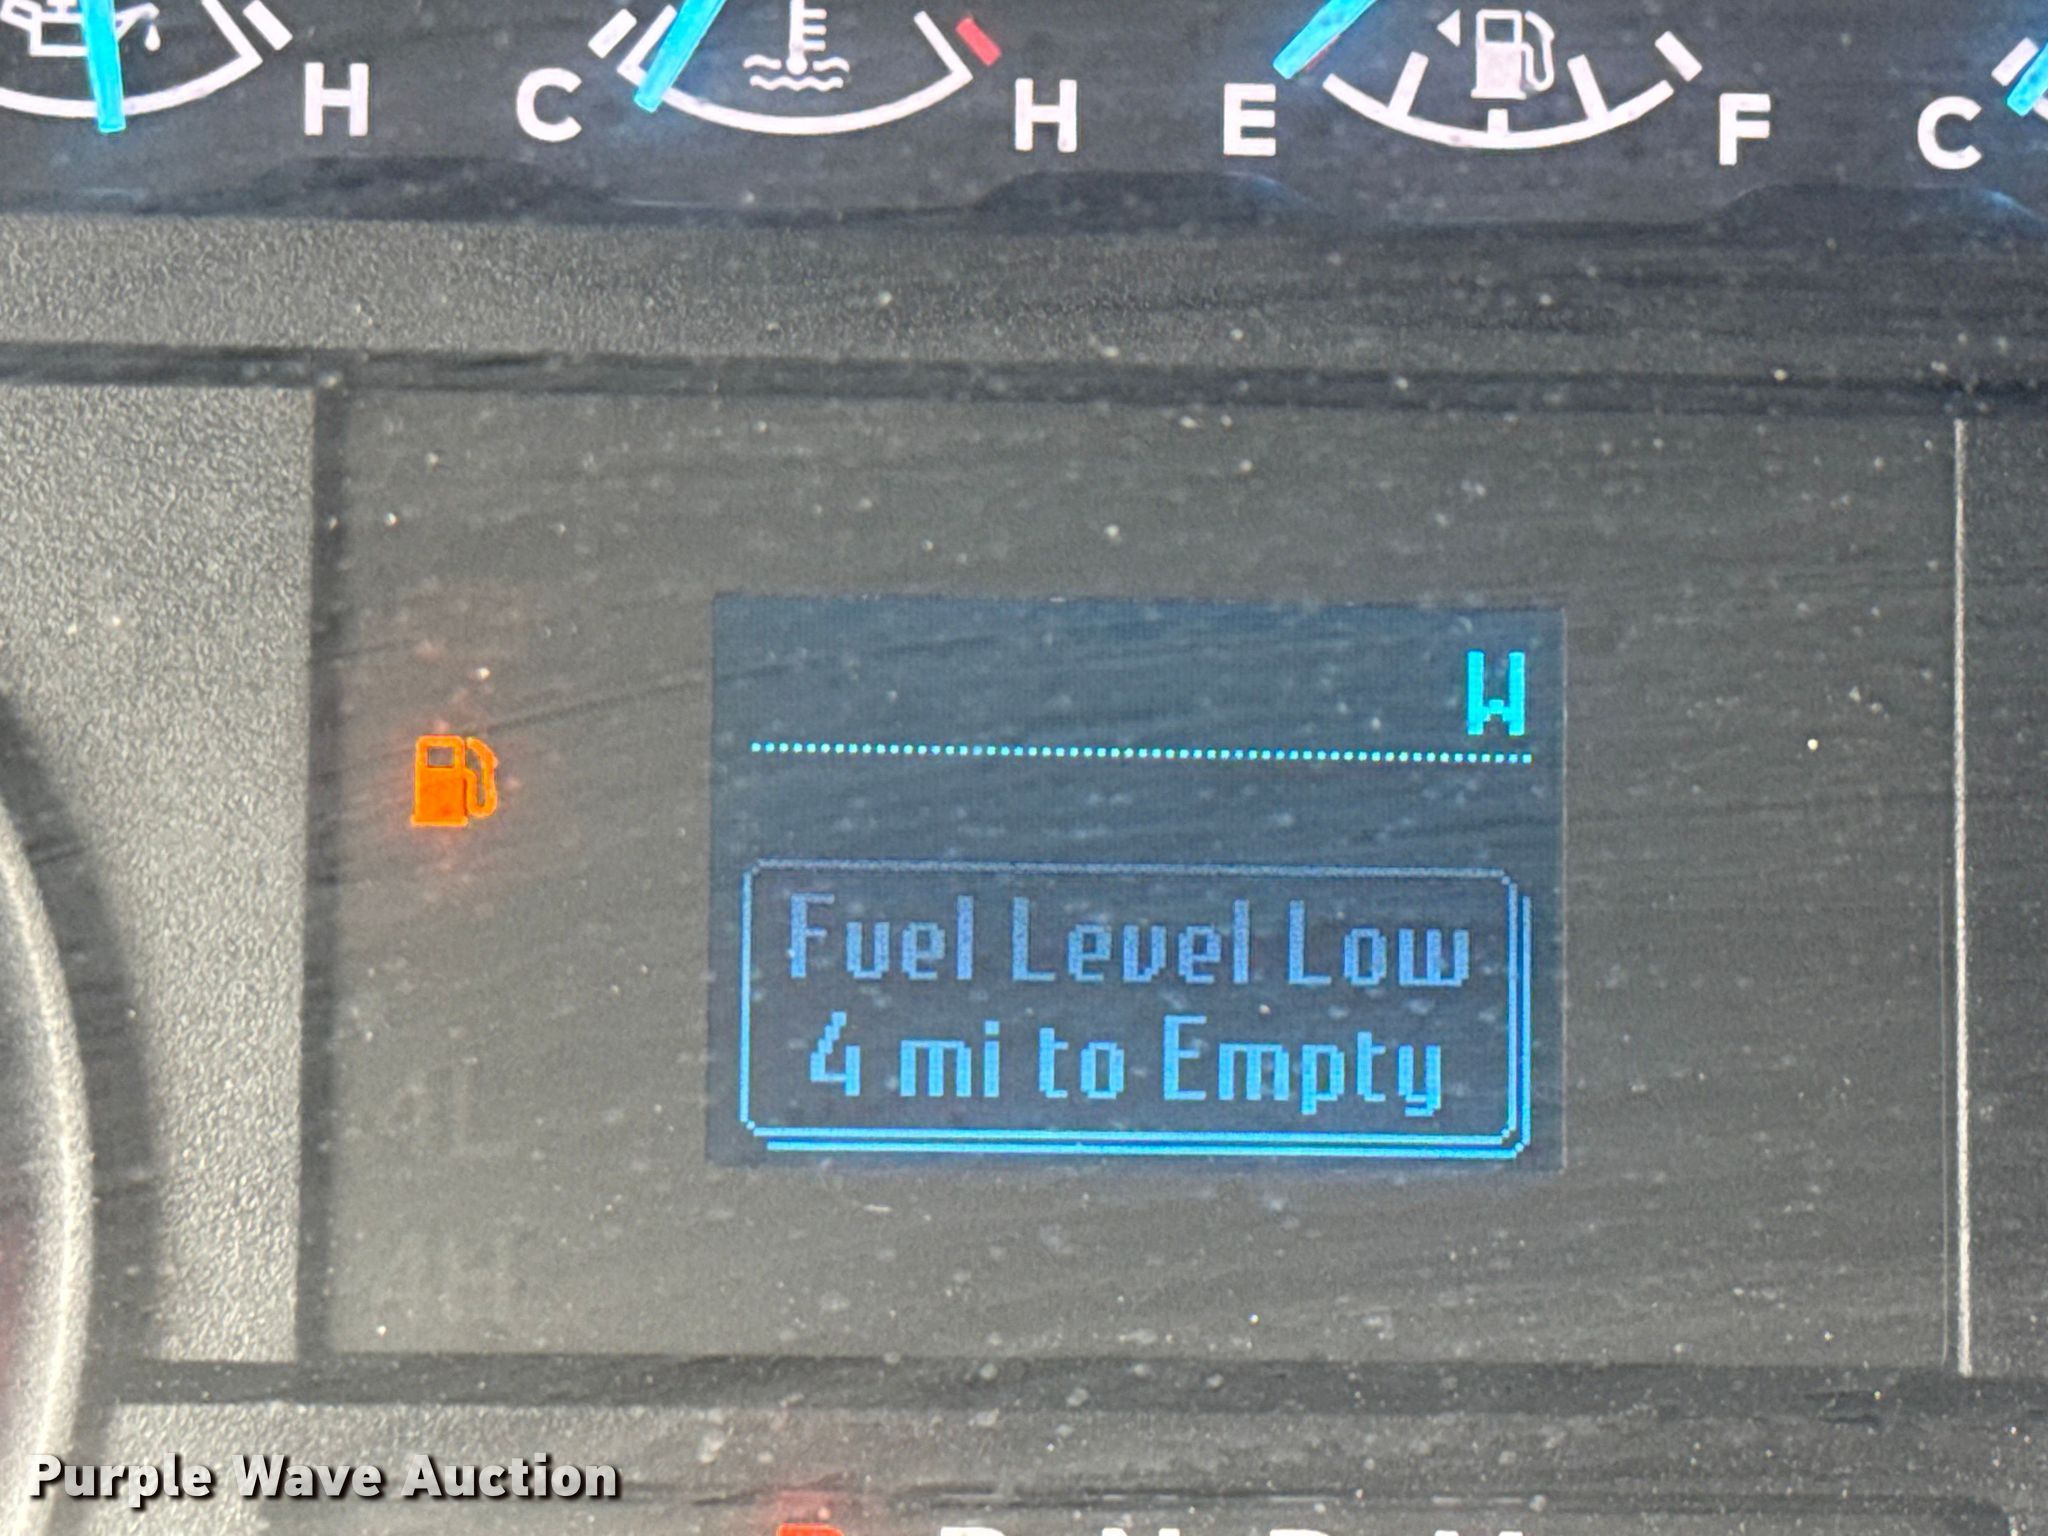 H C H E F C
W
Fuel Level Low
4 mi to Empty
Purple Wave Auction